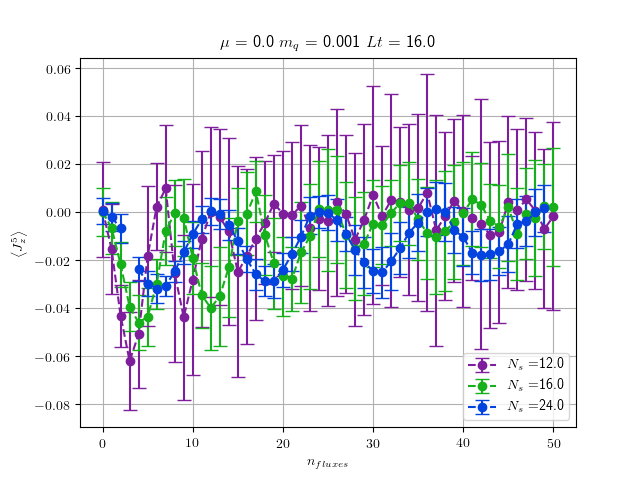 μ = 0.0 m_q = 0.001 Lt = 16.0
0.06
0.04
0.02
0.00
−0.02
−0.04
−0.06
−0.08
⟨J_z^5⟩
0 10 20 30 40 50
n_{fluxes}
N_s =12.0
N_s =16.0
N_s =24.0